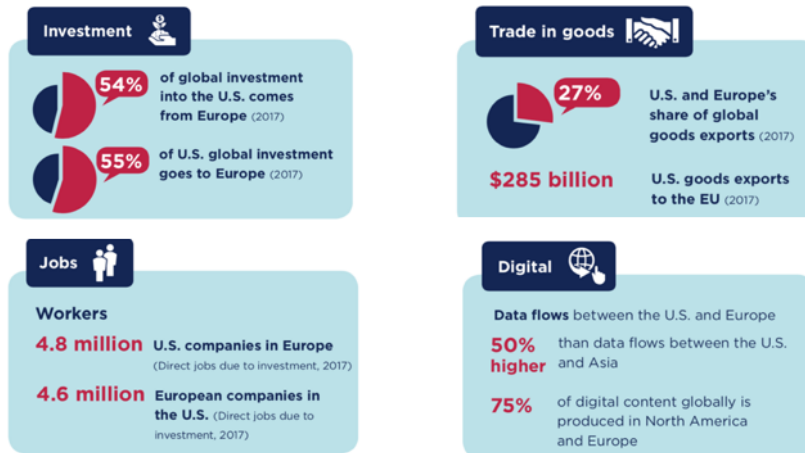 Investment
54%
of global investment
into the U.S. comes
from Europe (2017)
55%
of U.S. global investment
goes to Europe (2017)
Trade in goods
27%
U.S. and Europe's
share of global
goods exports (2017)
$285 billion
U.S. goods exports
to the EU (2017)
Jobs
Workers
4.8 million U.S. companies in Europe
(Direct jobs due to investment, 2017)
4.6 million European companies in
the U.S. (Direct jobs due to
investment, 2017)
Digital
Data flows between the U.S. and Europe
50%
higher
than data flows between the U.S.
and Asia
75%
of digital content globally is
produced in North America
and Europe